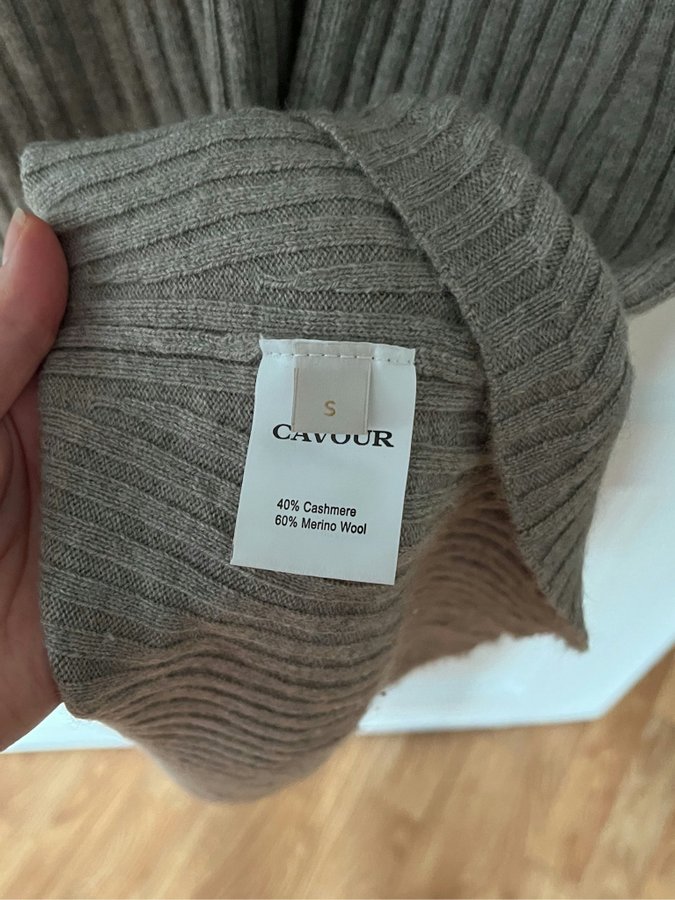 S
CAVOUR
40% Cashmere
60% Merino Wool